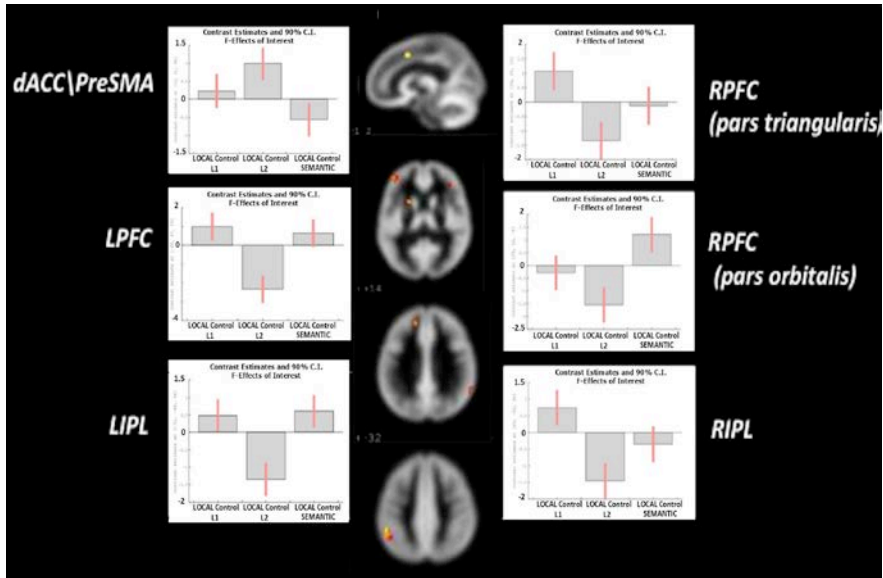 dACC\PreSMA
Contrast Estimates and 90% C.I.
F-Effects of Interest
1.5
0
-1.5
LOCAL Control LOCAL Control LOCAL Control
L1 L2 SEMANTIC
LPFC
Contrast Estimates and 90% C.I.
F-Effects of Interest
2
0
-4
LOCAL Control LOCAL Control LOCAL Control
L1 L2 SEMANTIC
LIPL
Contrast Estimates and 90% C.I.
F-Effects of Interest
1.5
0
-2
LOCAL Control LOCAL Control LOCAL Control
L1 L2 SEMANTIC
+14
-32
Contrast Estimates and 90% C.I.
F-Effects of Interest
2
0
2
LOCAL Control LOCAL Control LOCAL Control
L1 L2 SEMANTIC
RPFC
(pars triangularis)
Contrast Estimates and 90% C.I.
F-Effects of Interest
2
0
-2.5
LOCAL Control LOCAL Control LOCAL Control
L1 L2 SEMANTIC
RPFC
(pars orbitalis)
Contrast Estimates and 90% C.I.
F-Effects of Interest
1.5
0
-2
LOCAL Control LOCAL Control LOCAL Control
L1 L2 SEMANTIC
RIPL